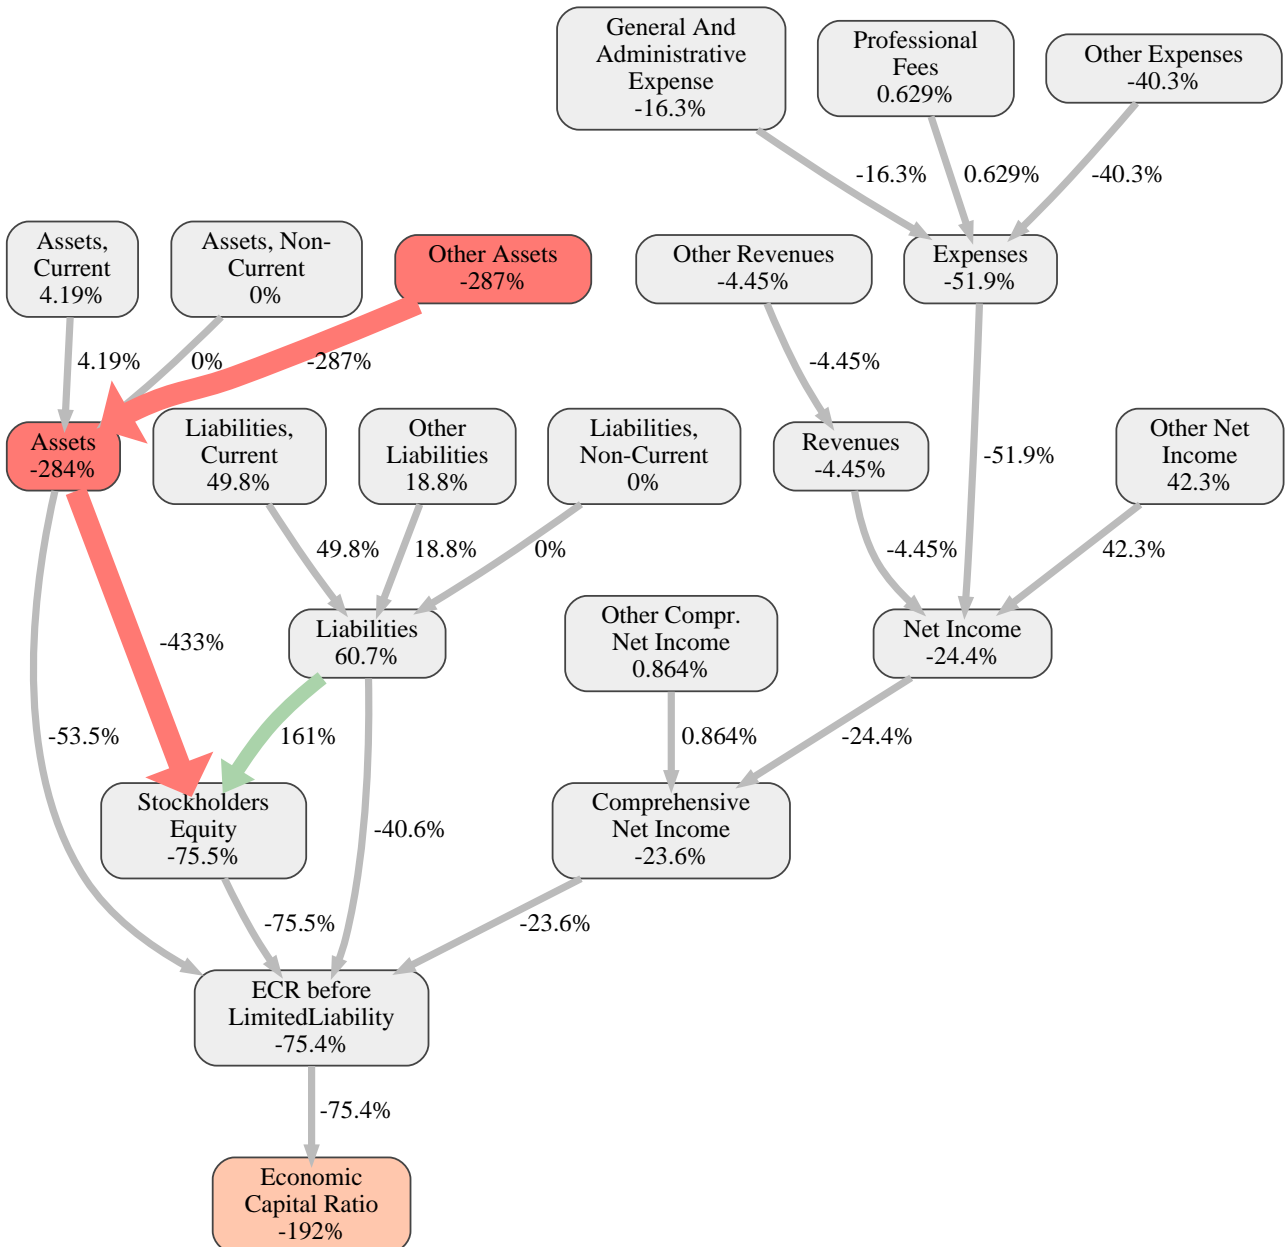 General And
Administrative
Expense
-16.3%
Professional
Fees
0.629%
Other Expenses
-40.3%
-16.3%
0.629%
-40.3%
Assets,
Current
4.19%
Assets, Non-
Current
0%
Other Assets
-287%
Other Revenues
-4.45%
Expenses
-51.9%
4.19%
0%
-287%
-4.45%
Assets
-284%
Liabilities,
Current
49.8%
Other
Liabilities
18.8%
Liabilities,
Non-Current
0%
Revenues
-4.45%
-51.9%
Other Net
Income
42.3%
49.8%
18.8%
0%
-4.45%
42.3%
Liabilities
60.7%
Other Compr.
Net Income
0.864%
Net Income
-24.4%
-433%
-53.5%
161%
0.864%
-24.4%
Stockholders
Equity
-75.5%
-40.6%
Comprehensive
Net Income
-23.6%
-75.5%
-23.6%
ECR before
LimitedLiability
-75.4%
-75.4%
Economic
Capital Ratio
-192%